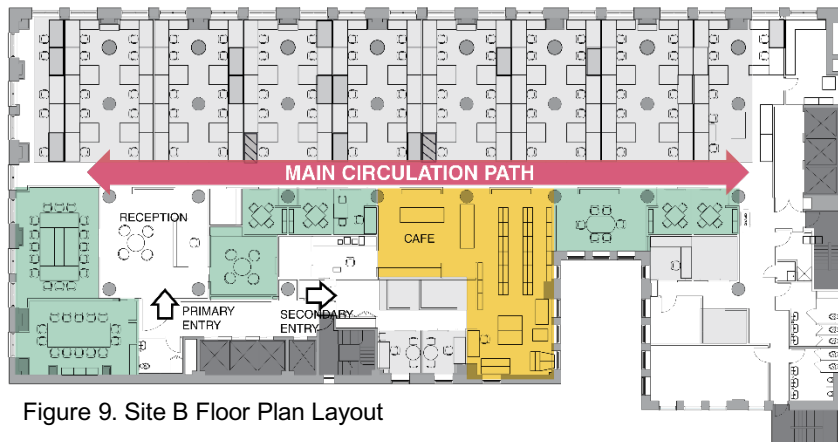 MAIN CIRCULATION PATH
RECEPTION
CAFE
PRIMARY
ENTRY
SECONDARY
ENTRY
Figure 9. Site B Floor Plan Layout